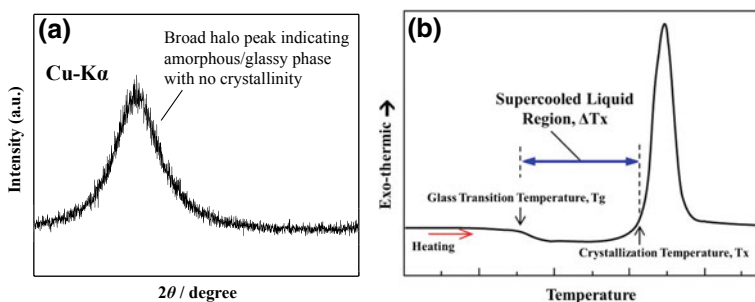 (a)
Broad halo peak indicating
amorphous/glassy phase
with no crystallinity
Cu-Kα
Intensity (a.u.)
2θ / degree
(b)
Supercooled Liquid
Region, ΔTx
Exo-thermic
Glass Transition Temperature, Tg
Heating
Crystallization Temperature, Tx
Temperature